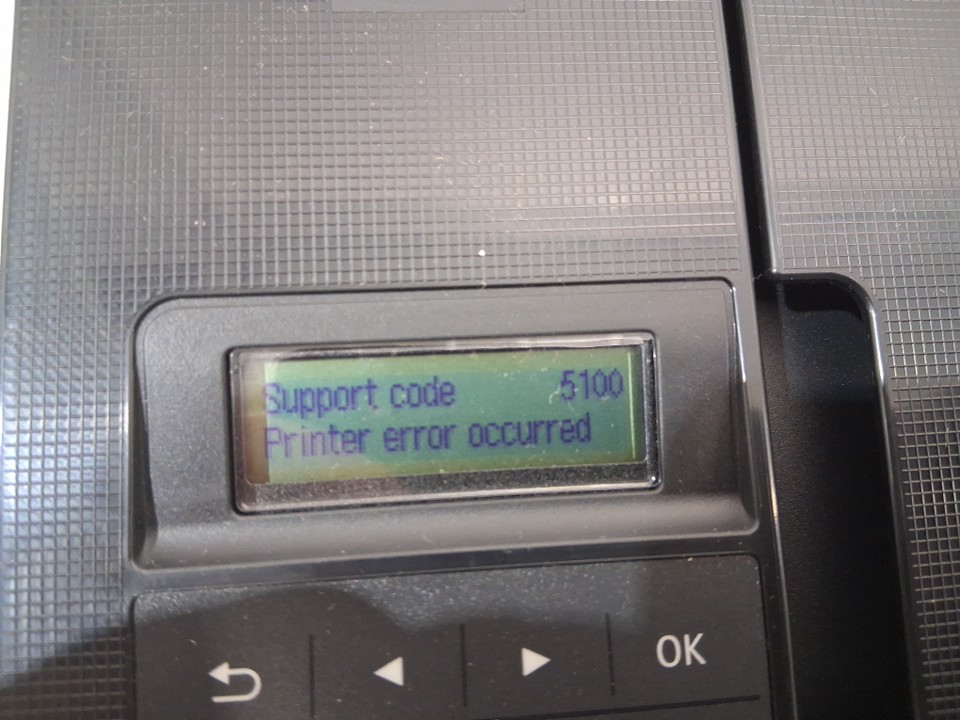 Support code 5100
Printer error occurred
OK